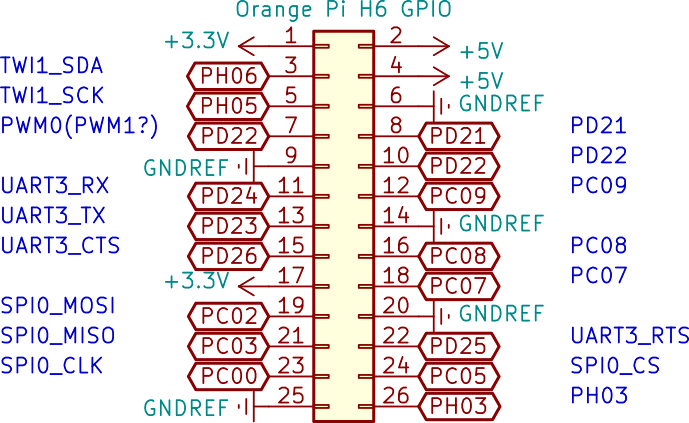 Orange Pi H6 GPIO
+3.3V 1 2 +5V
TWI1_SDA PH06 3 4 +5V
TWI1_SCK PH05 5 6 GNDREF
PWM0(PWM1?) PD22 7 8 PD21 PD21
GNDREF 9 10 PD22 PD22
UART3_RX PD24 11 12 PC09 PC09
UART3_TX PD23 13 14 GNDREF
UART3_CTS PD26 15 16 PC08 PC08
+3.3V 17 18 PC07 PC07
SPI0_MOSI PC02 19 20 GNDREF
SPI0_MISO PC03 21 22 PD25 UART3_RTS
SPI0_CLK PC00 23 24 PC05 SPI0_CS
GNDREF 25 26 PH03 PH03